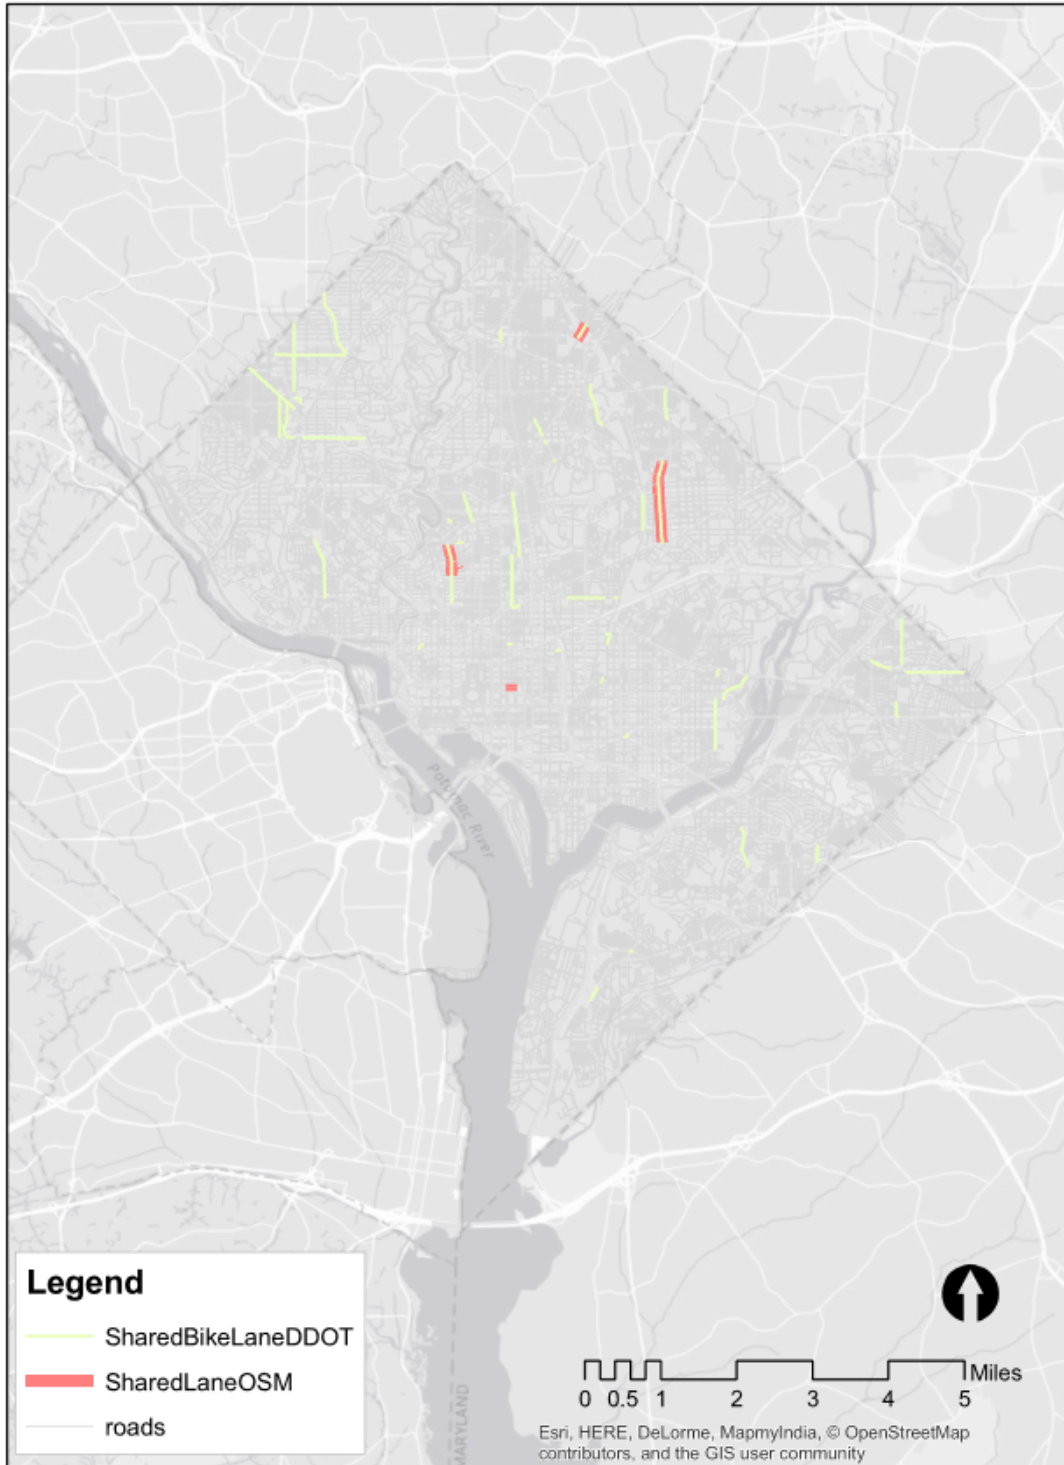 Potomac River
MARYLAND
Legend
SharedBikeLaneDDOT
SharedLaneOSM
roads
Miles
0 0.5 1 2 3 4 5
Esri, HERE, DeLorme, MapmyIndia, © OpenStreetMap
contributors, and the GIS user community